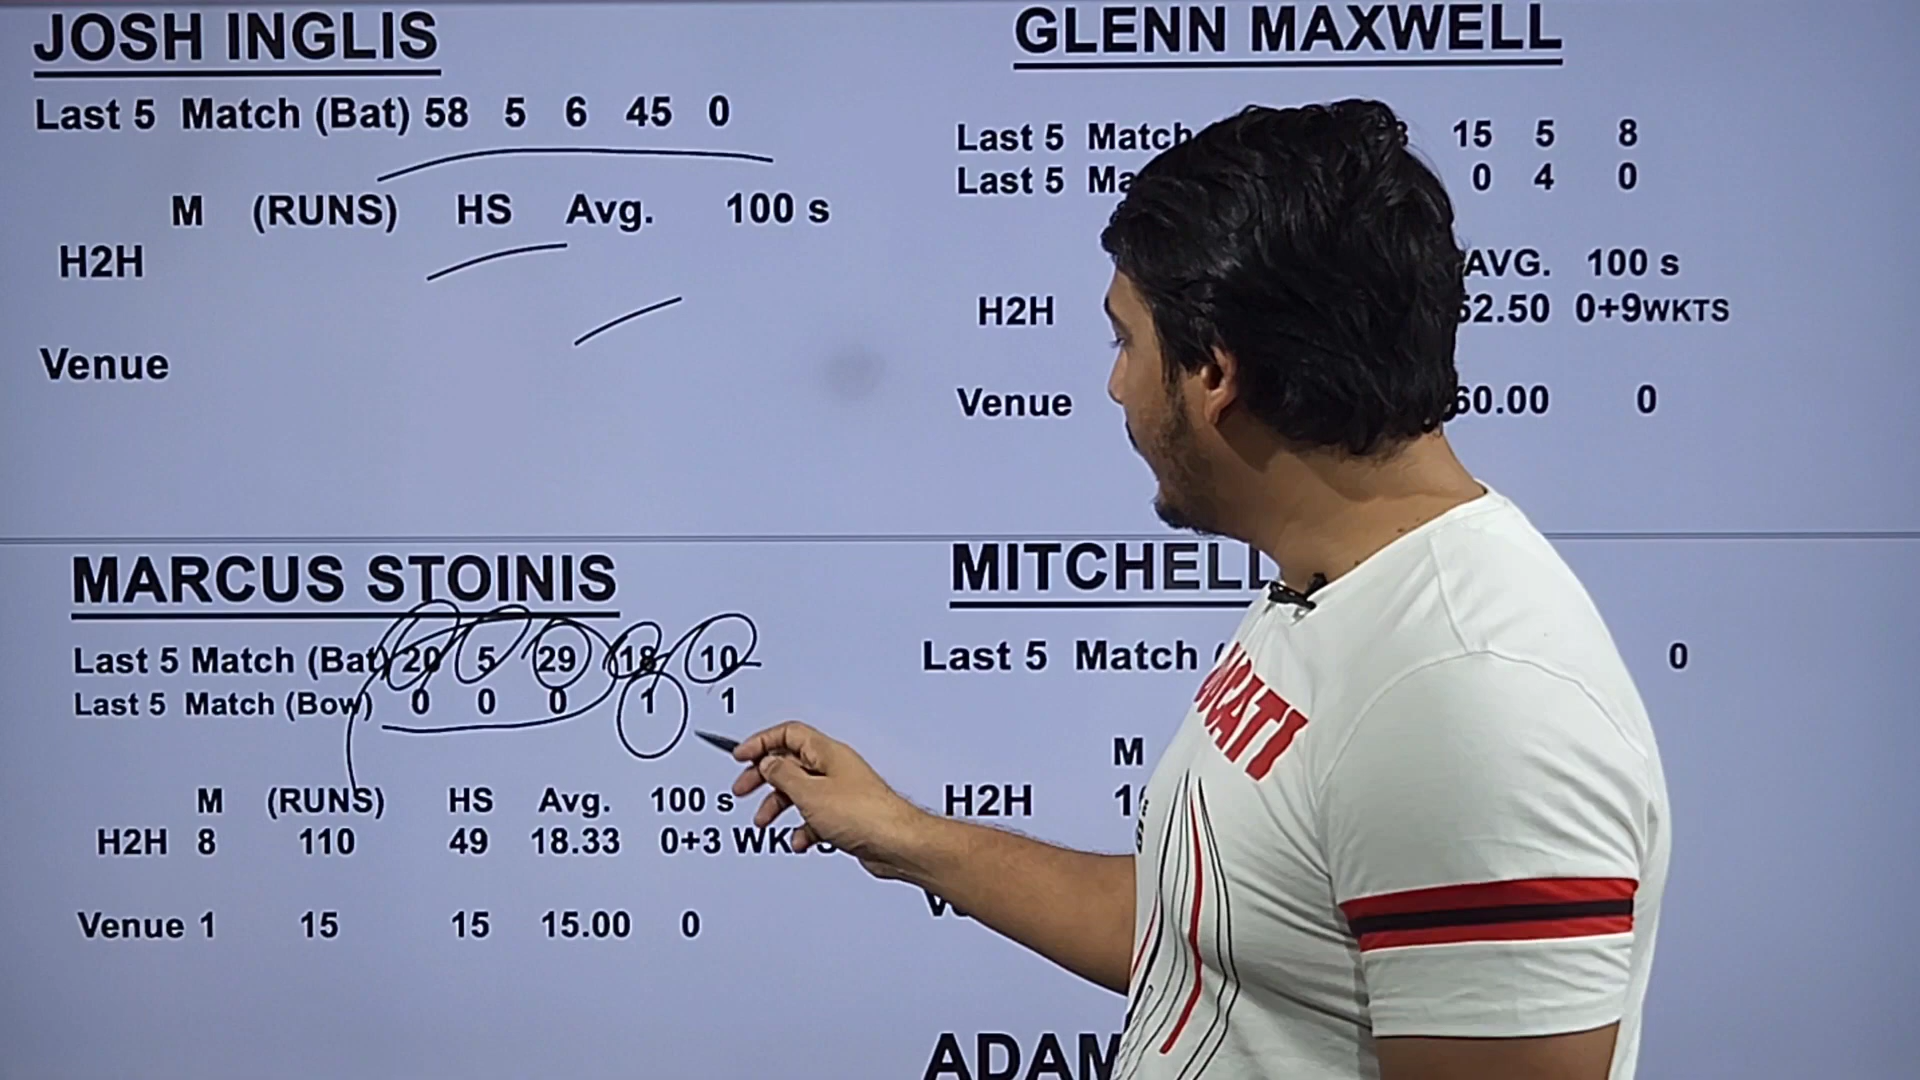 JOSH INGLIS
Last 5 Match (Bat) 58 5 6 45 0
M (RUNS) HS Avg. 100 s
H2H
Venue
GLENN MAXWELL
Last 5 Match 15 5 8
Last 5 0 4 0
AVG. 100 s
H2H 52.50 0+9WKTS
Venue 60.00 0
MARCUS STOINIS
Last 5 Match (Bat) 20 5 29 18 10
Last 5 Match (Bow) 0 0 0 1 1
M (RUNS) HS Avg. 100 s
H2H 8 110 49 18.33 0+3
Venue 1 15 15 15.00 0
MITCHELL
Last 5 Match 0
M
H2H
ADAM